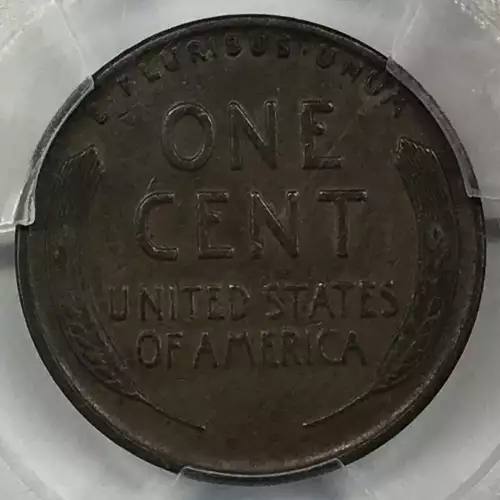 E·PLURIBUS·UNUM
ONE
CENT
UNITED STATES
OF AMERICA